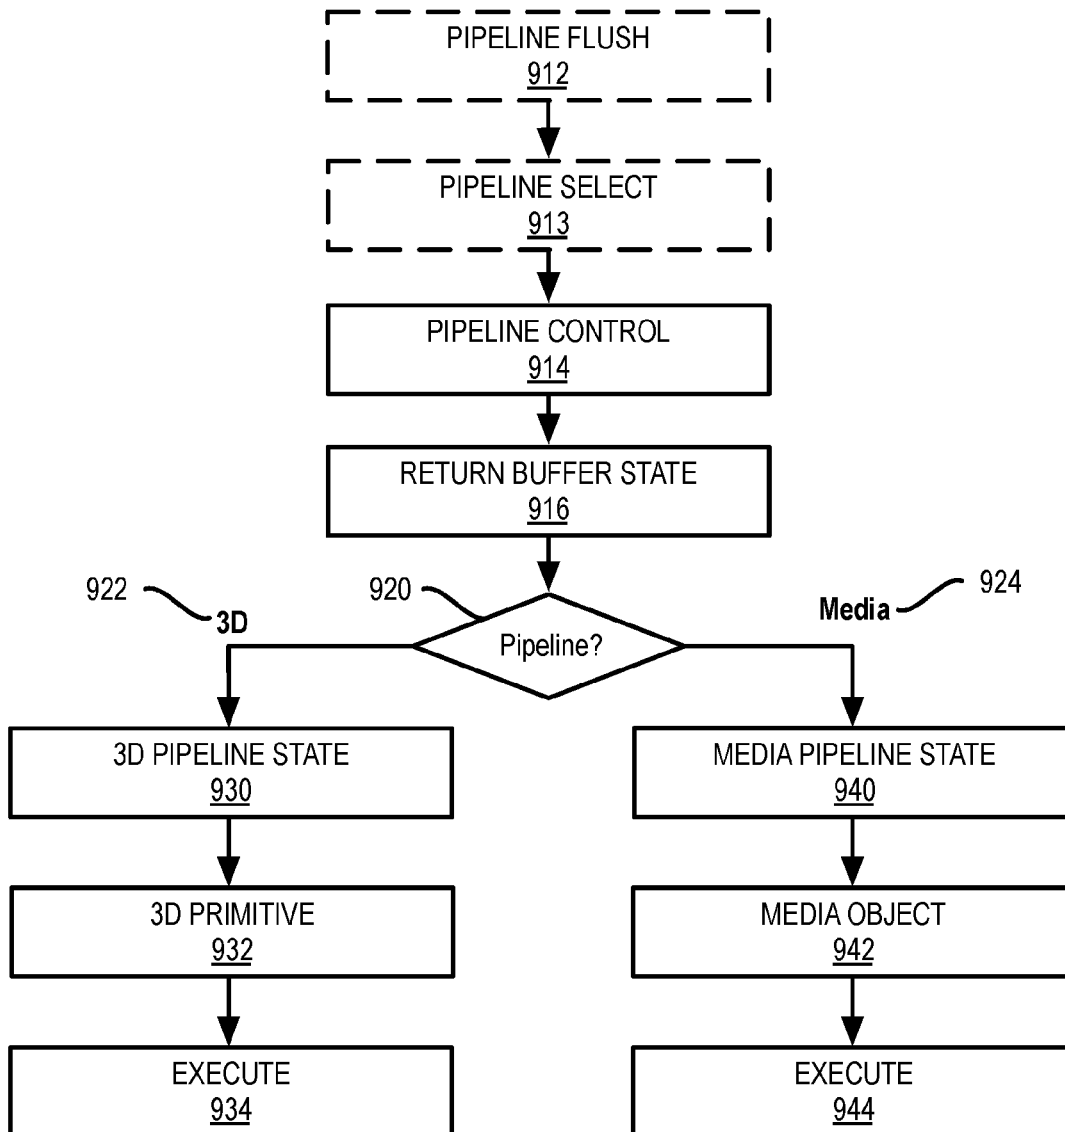 PIPELINE FLUSH
912
PIPELINE SELECT
913
PIPELINE CONTROL
914
RETURN BUFFER STATE
916
922
3D
920
Pipeline?
Media
924
3D PIPELINE STATE
930
MEDIA PIPELINE STATE
940
3D PRIMITIVE
932
MEDIA OBJECT
942
EXECUTE
934
EXECUTE
944